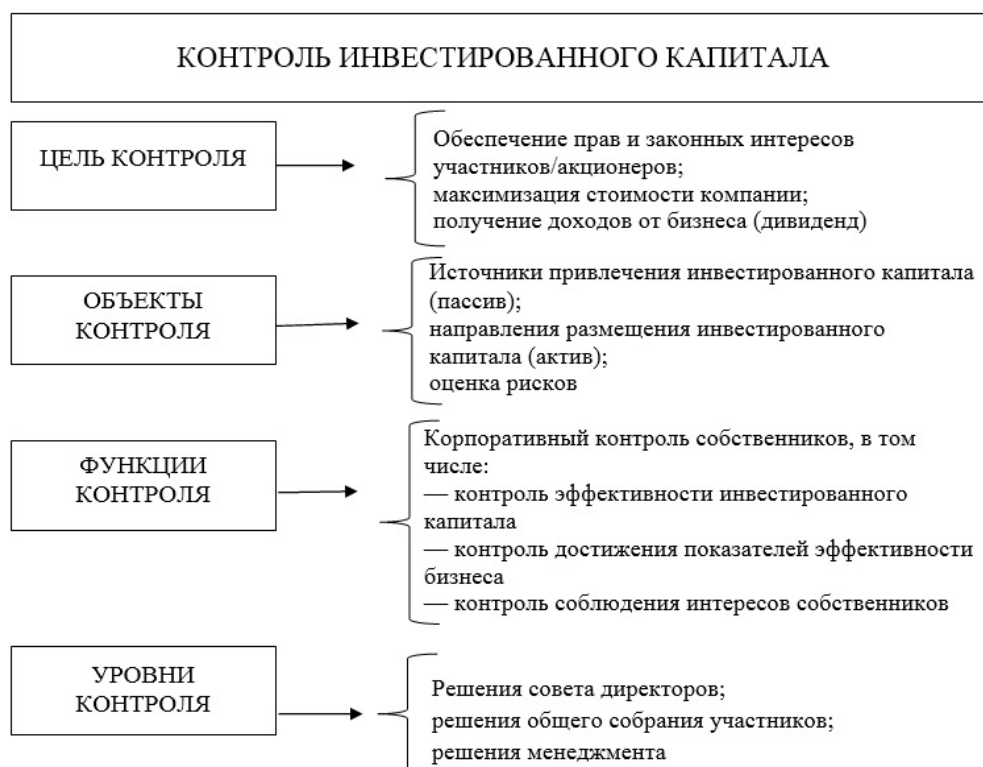 КОНТРОЛЬ ИНВЕСТИРОВАННОГО КАПИТАЛА
ЦЕЛЬ КОНТРОЛЯ
Обеспечение прав и законных интересов
участников/акционеров;
максимизация стоимости компании;
получение доходов от бизнеса (дивиденд)
ОБЪЕКТЫ
КОНТРОЛЯ
Источники привлечения инвестированного капитала
(пассив);
направления размещения инвестированного
капитала (актив);
оценка рисков
ФУНКЦИИ
КОНТРОЛЯ
Корпоративный контроль собственников, в том
числе:
— контроль эффективности инвестированного
капитала
— контроль достижения показателей эффективности
бизнеса
— контроль соблюдения интересов собственников
УРОВНИ
КОНТРОЛЯ
Решения совета директоров;
решения общего собрания участников;
решения менеджмента